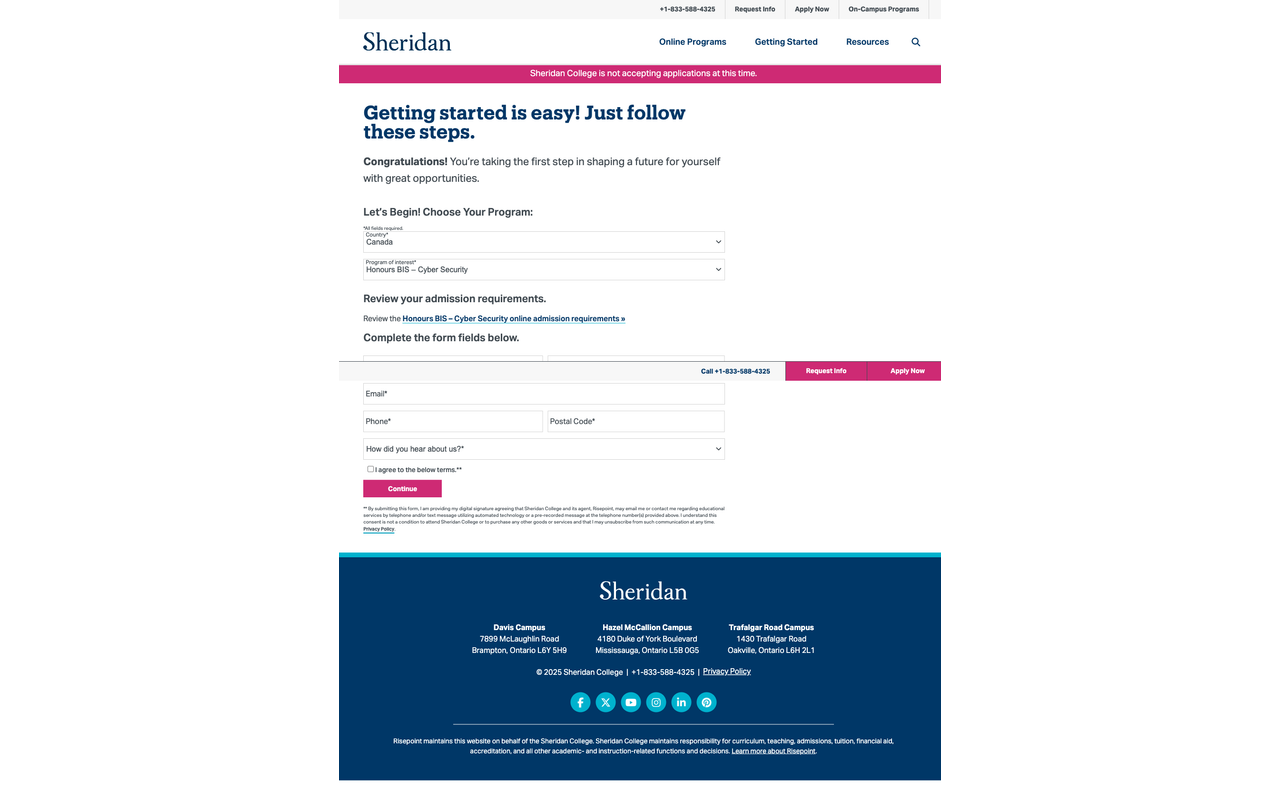 +1-833-588-4325 Request Info Apply Now On-Campus Programs
Sheridan Online Programs Getting Started Resources
Sheridan College is not accepting applications at this time.
Getting started is easy! Just follow
these steps.
Congratulations! You’re taking the first step in shaping a future for yourself
with great opportunities.
Let’s Begin! Choose Your Program:
*All fields required.
Country*
Canada
Program of interest*
Honours BIS – Cyber Security
Review your admission requirements.
Review the Honours BIS – Cyber Security online admission requirements »
Complete the form fields below.
Call +1-833-588-4325 Request Info Apply Now
Email*
Phone* Postal Code*
How did you hear about us?*
I agree to the below terms.**
Continue
** By submitting this form, I am providing my digital signature agreeing that Sheridan College and its agent, Risepoint, may email me or contact me regarding educational
services by telephone and/or text message utilizing automated technology or a pre-recorded message at the telephone number(s) provided above. I understand this
consent is not a condition to attend Sheridan College or to purchase any other goods or services and that I may unsubscribe from such communication at any time.
Privacy Policy.
Sheridan
Davis Campus Hazel McCallion Campus Trafalgar Road Campus
7899 McLaughlin Road 4180 Duke of York Boulevard 1430 Trafalgar Road
Brampton, Ontario L6Y 5H9 Mississauga, Ontario L5B 0G5 Oakville, Ontario L6H 2L1
© 2025 Sheridan College | +1-833-588-4325 | Privacy Policy
Risepoint maintains this website on behalf of the Sheridan College. Sheridan College maintains responsibility for curriculum, teaching, admissions, tuition, financial aid,
accreditation, and all other academic- and instruction-related functions and decisions. Learn more about Risepoint.